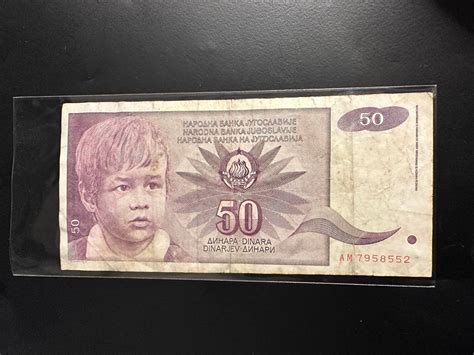 НАРОДНА БАНКА ЈУГОСЛАВИЈЕ
NARODNA BANKA JUGOSLAVIJE
НАРОДНА БАНКА НА ЈУГОСЛАВИЈА
50
50
50
ДИНАРА · DINARA
DINARJEV · ДИНАРИ
AM 7958552